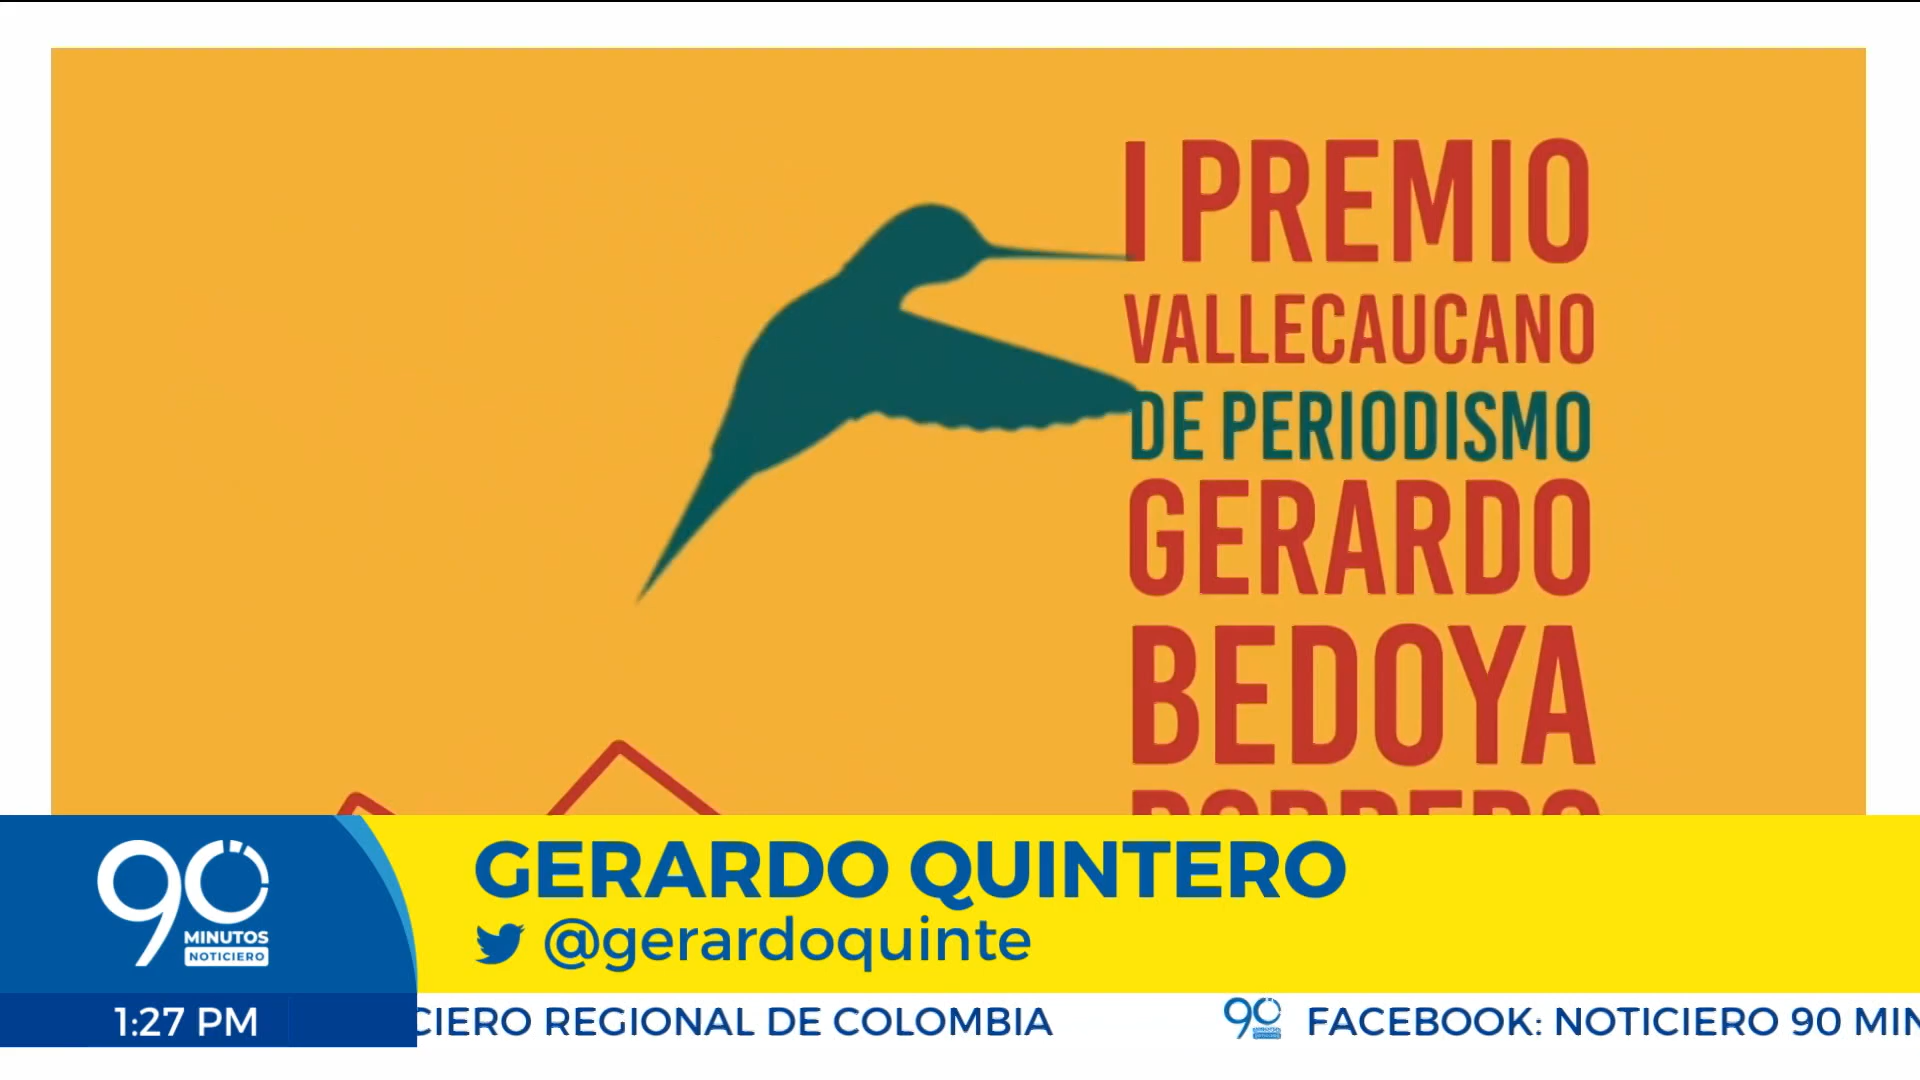 I PREMIO
VALLECAUCANO
DE PERIODISMO
GERARDO
BEDOYA
GERARDO QUINTERO
@gerardoquinte
90
MINUTOS
NOTICIERO
1:27 PM
CIERO REGIONAL DE COLOMBIA
90 FACEBOOK: NOTICIERO 90 MIN